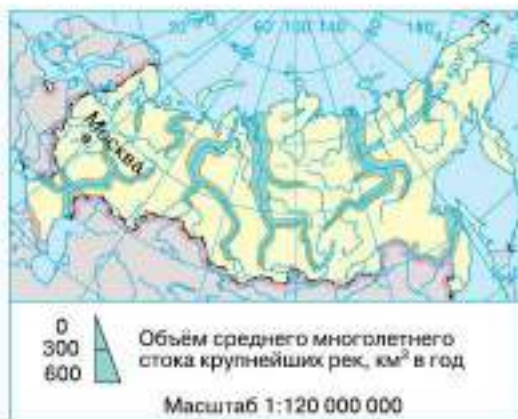 20 60 100 140 180
Москва
0
300
600
Объём среднего многолетнего
стока крупнейших рек, км³ в год
Масштаб 1:120 000 000